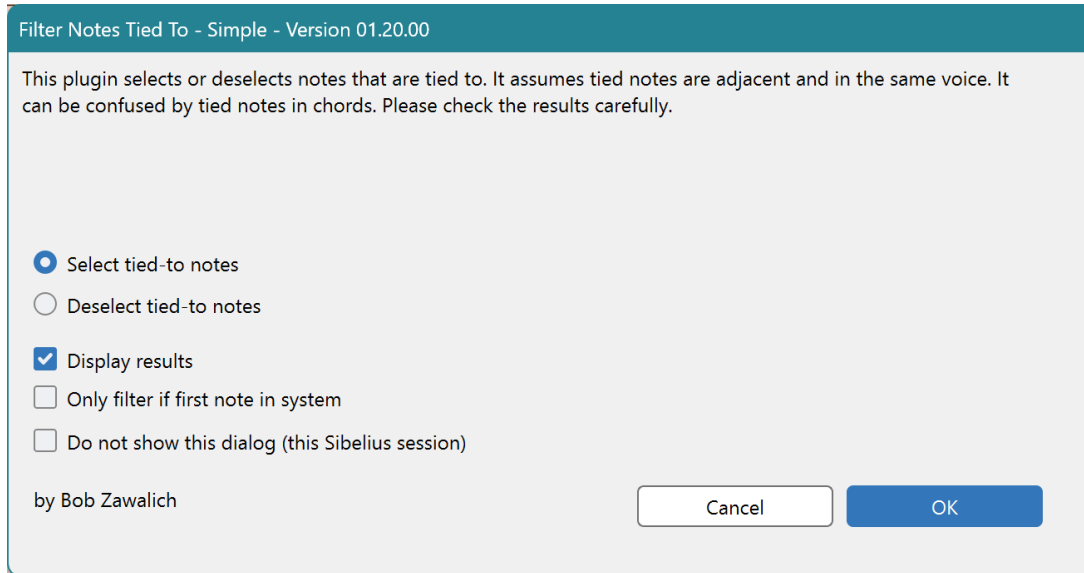 Filter Notes Tied To - Simple - Version 01.20.00
This plugin selects or deselects notes that are tied to. It assumes tied notes are adjacent and in the same voice. It
can be confused by tied notes in chords. Please check the results carefully.
Select tied-to notes
Deselect tied-to notes
Display results
Only filter if first note in system
Do not show this dialog (this Sibelius session)
by Bob Zawalich
Cancel
OK